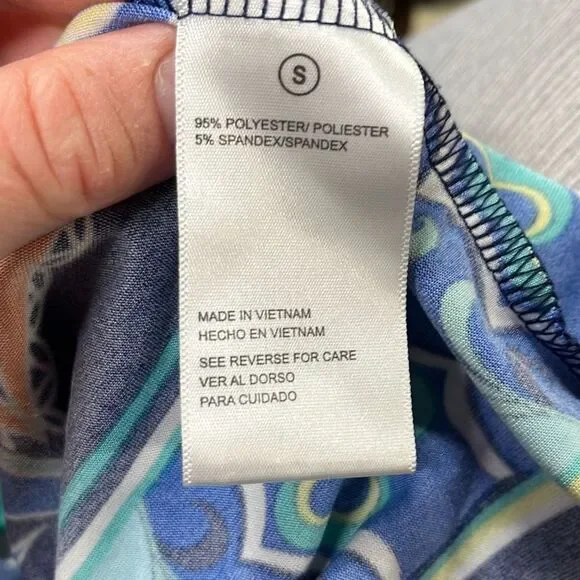 S
95% POLYESTER/ POLIESTER
5% SPANDEX/SPANDEX
MADE IN VIETNAM
HECHO EN VIETNAM
SEE REVERSE FOR CARE
VER AL DORSO
PARA CUIDADO